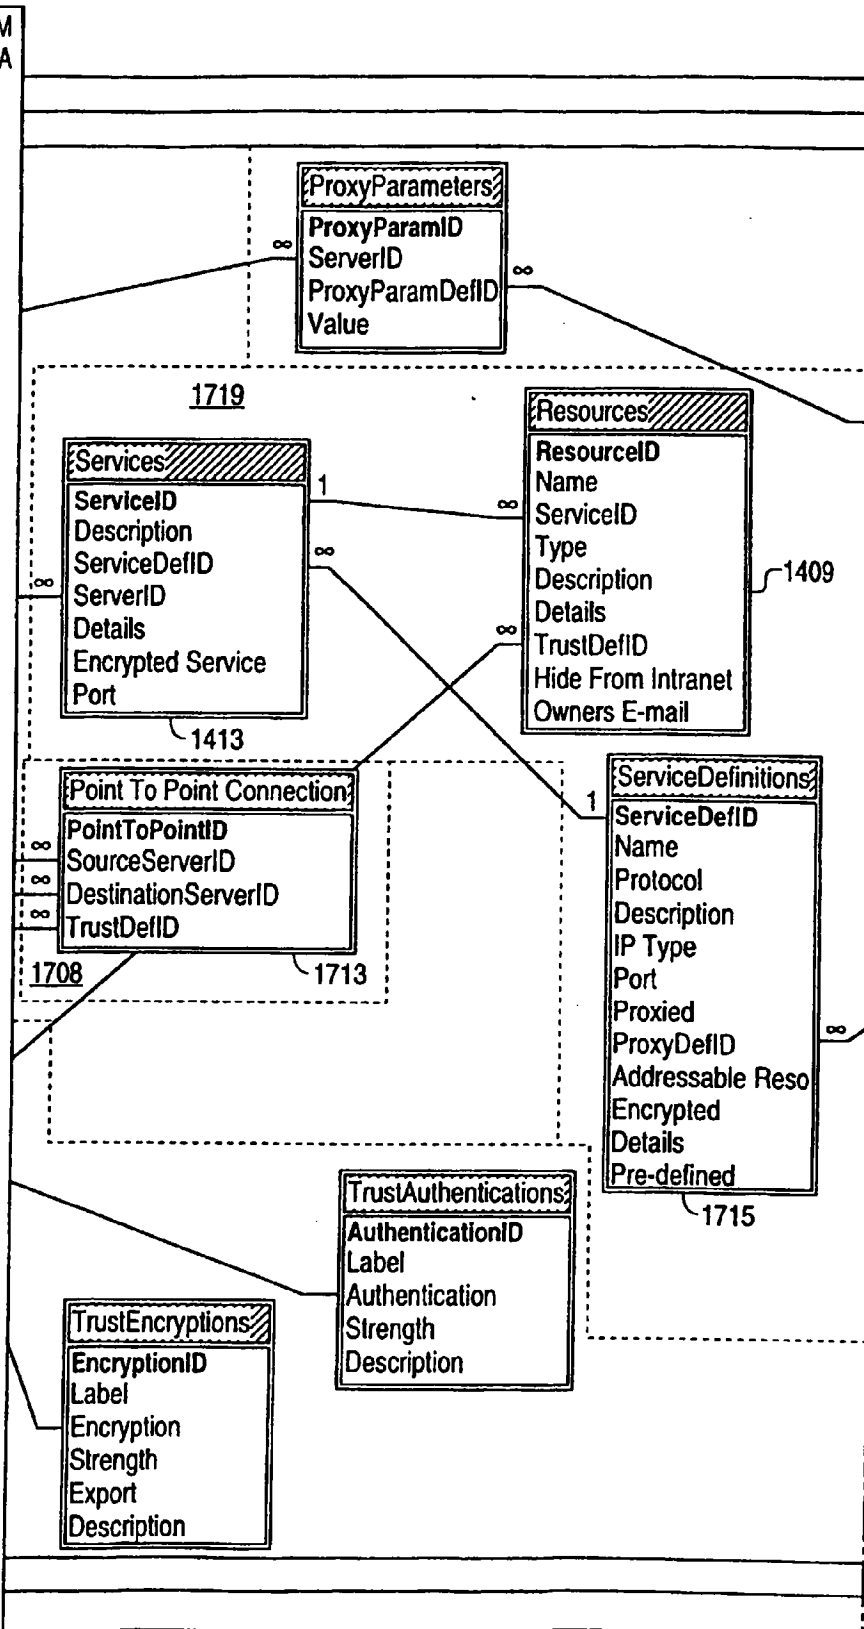 M
A
ProxyParameters
ProxyParamID
∞
ServerID
∞
ProxyParamDefID
Value
1719
Resources
ResourceID
Name
∞
ServiceID
Type
Description
Details
∞
TrustDefID
Hide From Intranet
Owners E-mail
1409
Services
ServiceID
1
Description
ServiceDefID
∞
∞
ServerID
Details
Encrypted Service
Port
1413
Point To Point Connection
PointToPointID
∞
SourceServerID
∞
DestinationServerID
∞
TrustDefID
1708
1713
ServiceDefinitions
1
ServiceDefID
Name
Protocol
Description
IP Type
Port
Proxied
ProxyDefID
∞
Addressable Reso
Encrypted
Details
Pre-defined
1715
TrustAuthentications
AuthenticationID
Label
Authentication
Strength
Description
TrustEncryptions
EncryptionID
Label
Encryption
Strength
Export
Description